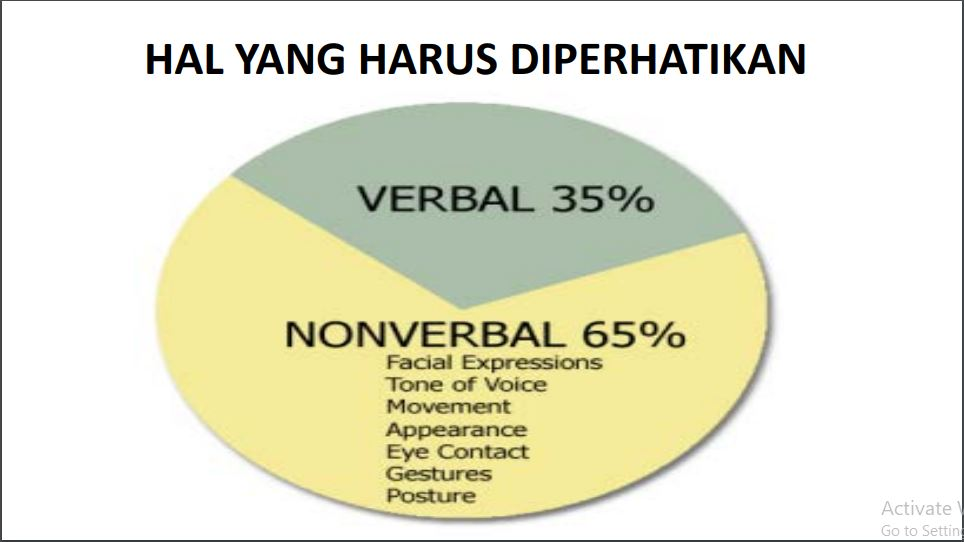 HAL YANG HARUS DIPERHATIKAN
VERBAL 35%
NONVERBAL 65%
Facial Expressions
Tone of Voice
Movement
Appearance
Eye Contact
Gestures
Posture
Activate
Go to